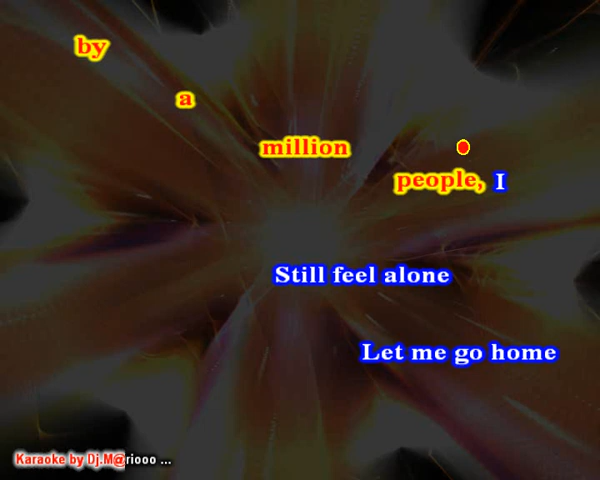 by
a
million
people, I
Still feel alone
Let me go home
Karaoke by Dj.M@riooo ...